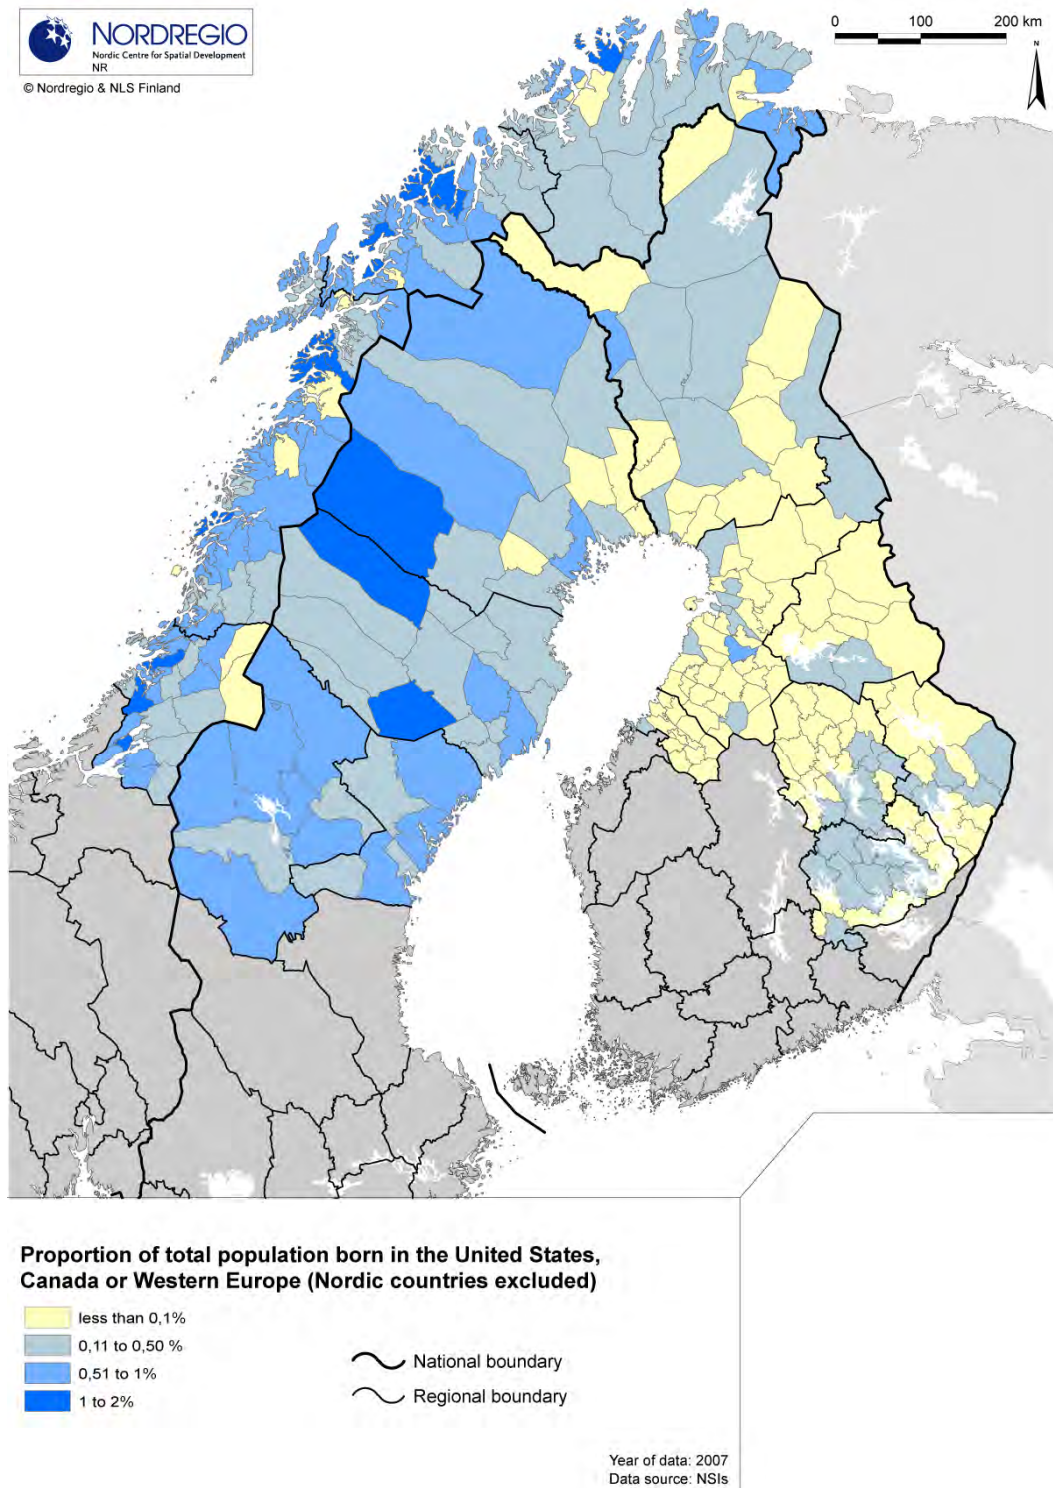 NORDREGIO
Nordic Centre for Spatial Development
NR
© Nordregio & NLS Finland
0 100 200 km
N
Proportion of total population born in the United States,
Canada or Western Europe (Nordic countries excluded)
less than 0,1%
0,11 to 0,50 %
0,51 to 1%
1 to 2%
National boundary
Regional boundary
Year of data: 2007
Data source: NSIs